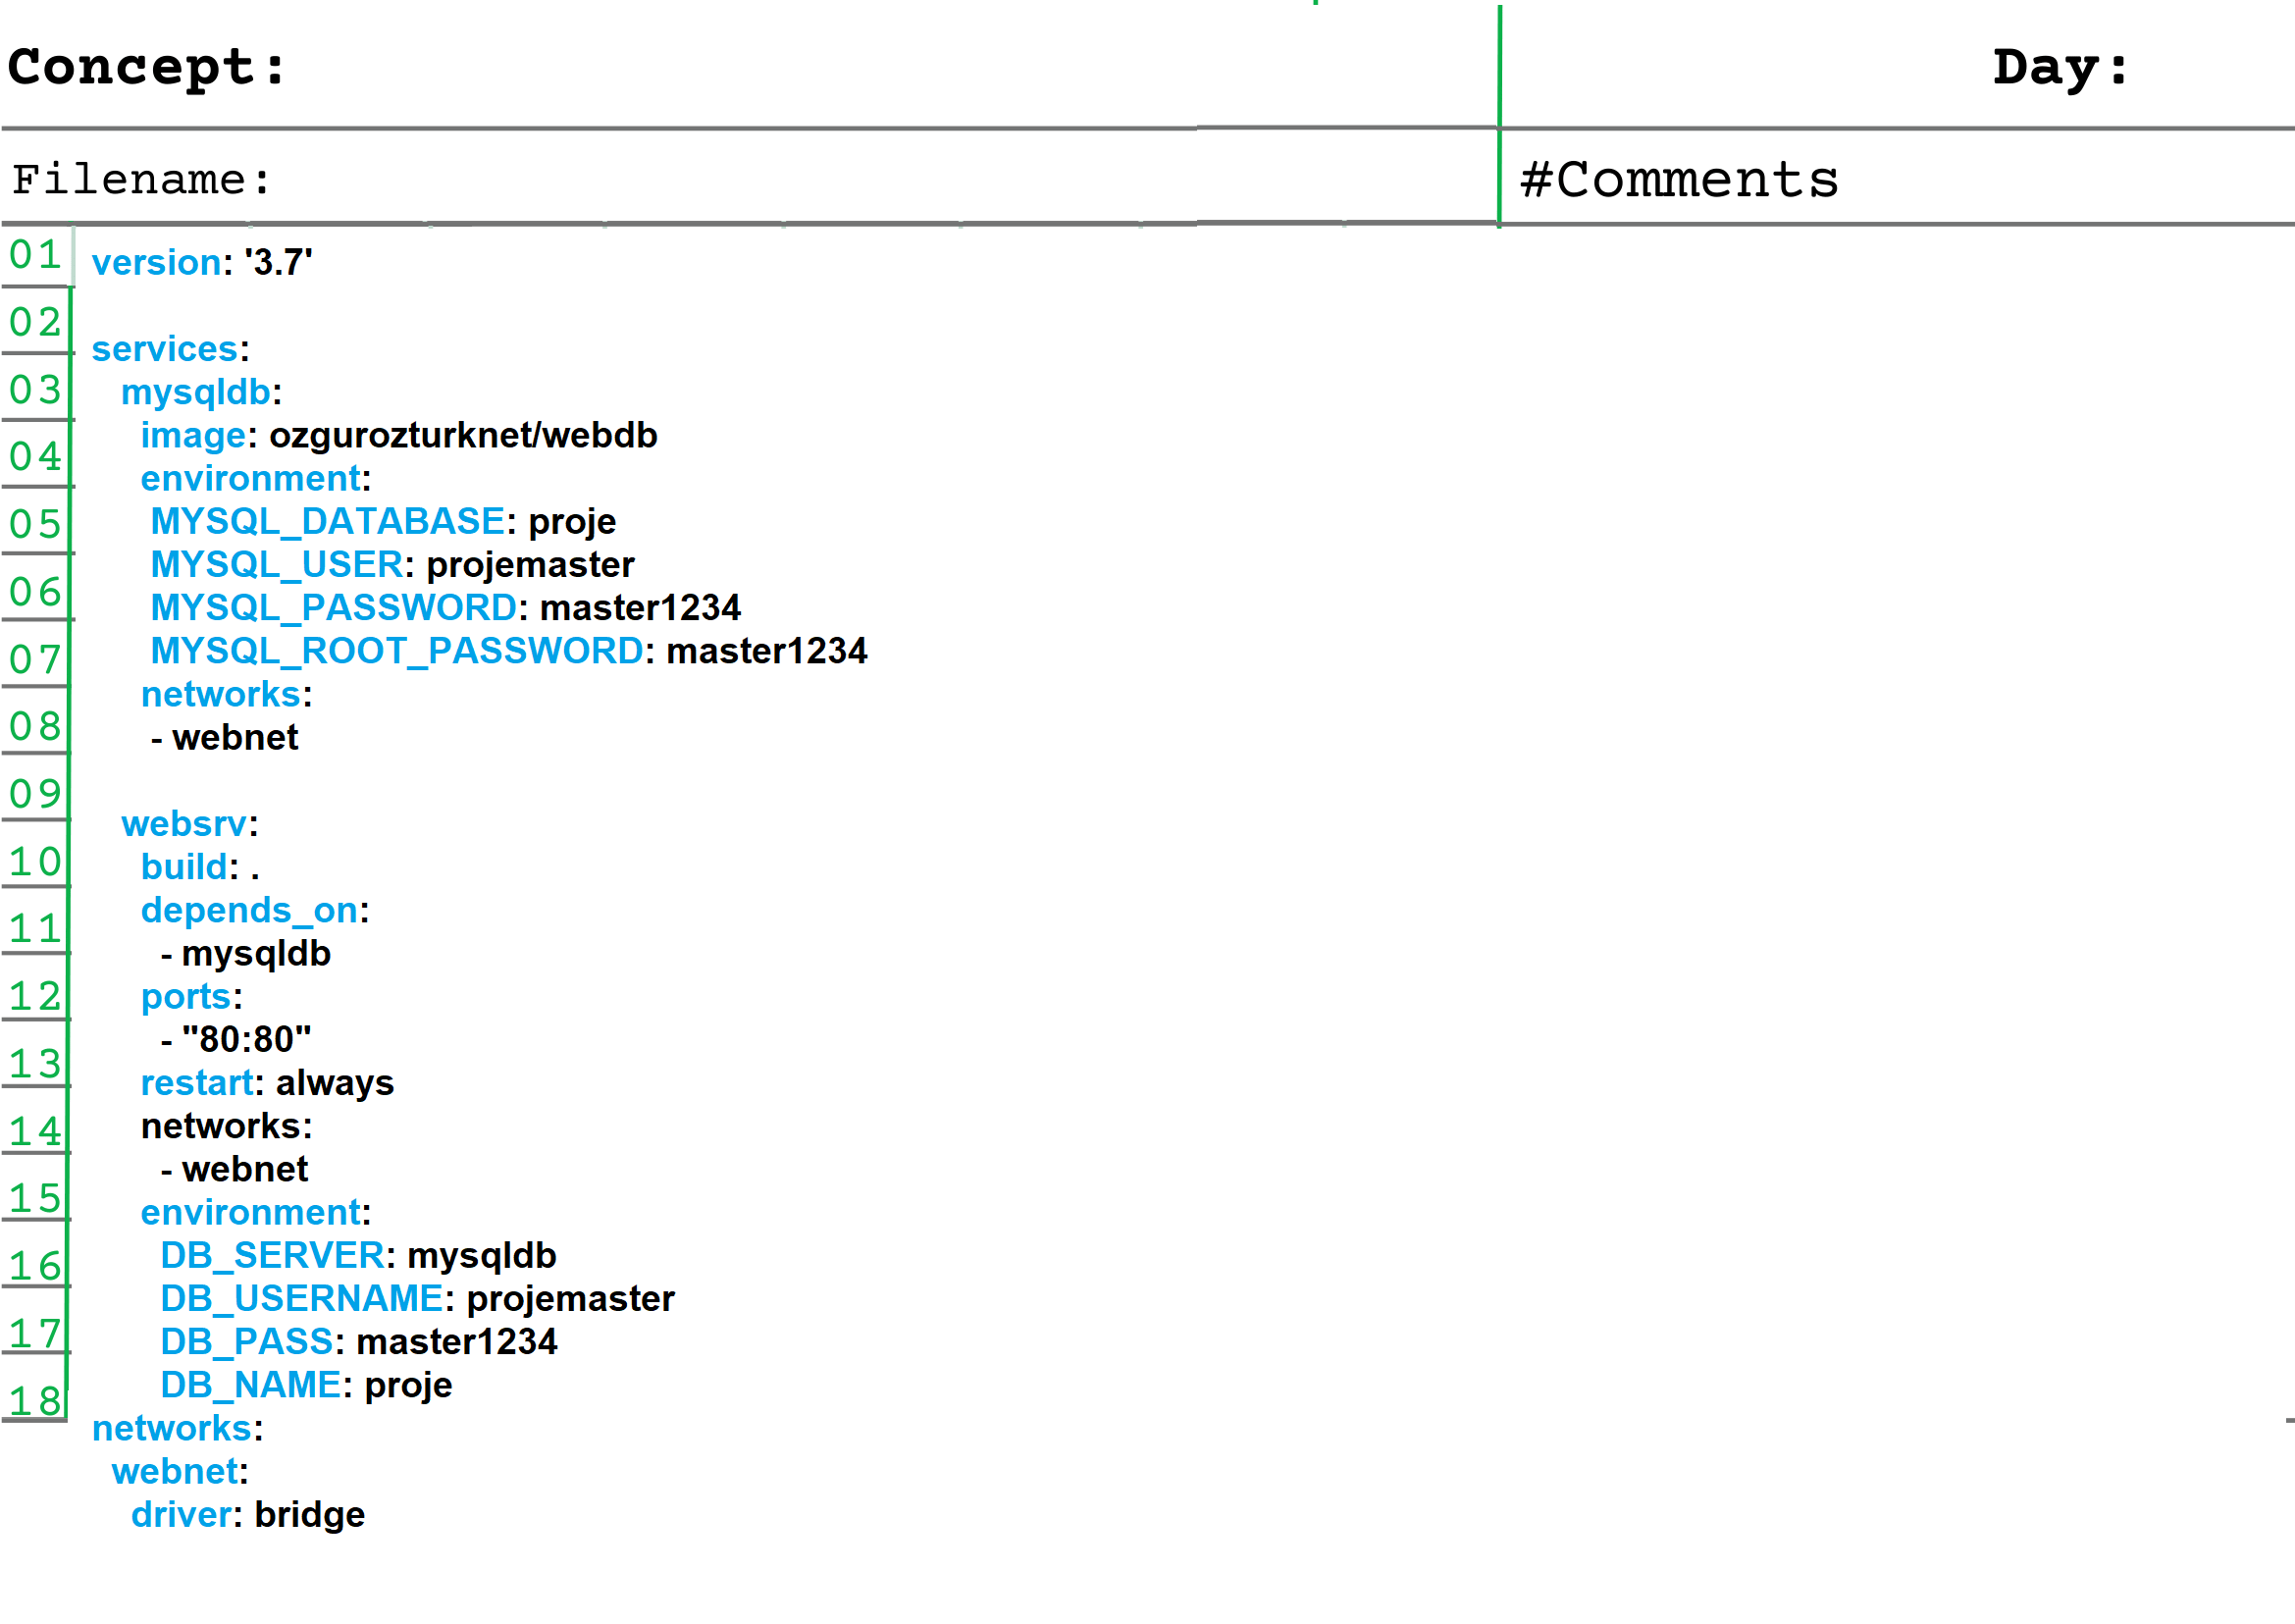 Concept: Day:
Filename: #Comments
01 version: '3.7'
02
services:
03 mysqldb:
image: ozgurozturknet/webdb
04
environment:
05 MYSQL_DATABASE: proje
MYSQL_USER: projemaster
06 MYSQL_PASSWORD: master1234
07 MYSQL_ROOT_PASSWORD: master1234
networks:
08 - webnet
09
websrv:
10 build: .
11 depends_on:
- mysqldb
12 ports:
- "80:80"
13 restart: always
14 networks:
- webnet
15 environment:
16 DB_SERVER: mysqldb
DB_USERNAME: projemaster
17 DB_PASS: master1234
18 DB_NAME: proje
networks:
webnet:
driver: bridge